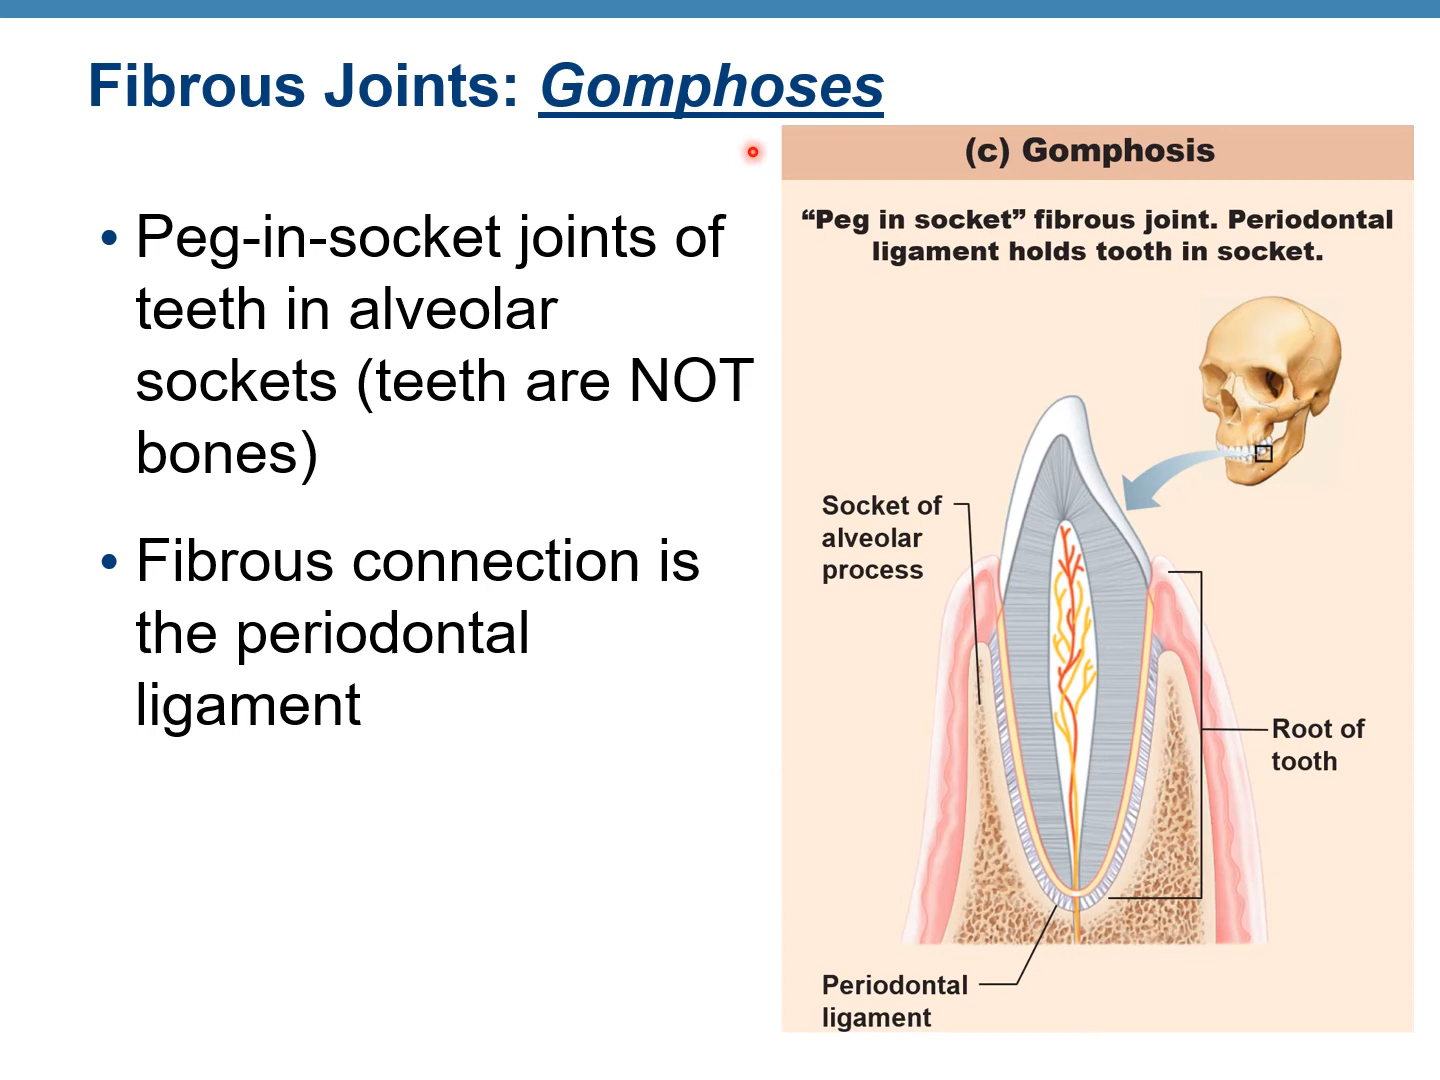 Fibrous Joints: Gomphoses
• Peg-in-socket joints of
teeth in alveolar
sockets (teeth are NOT
bones)
• Fibrous connection is
the periodontal
ligament
(c) Gomphosis
“Peg in socket” fibrous joint. Periodontal
ligament holds tooth in socket.
Socket of
alveolar
process
Root of
tooth
Periodontal
ligament